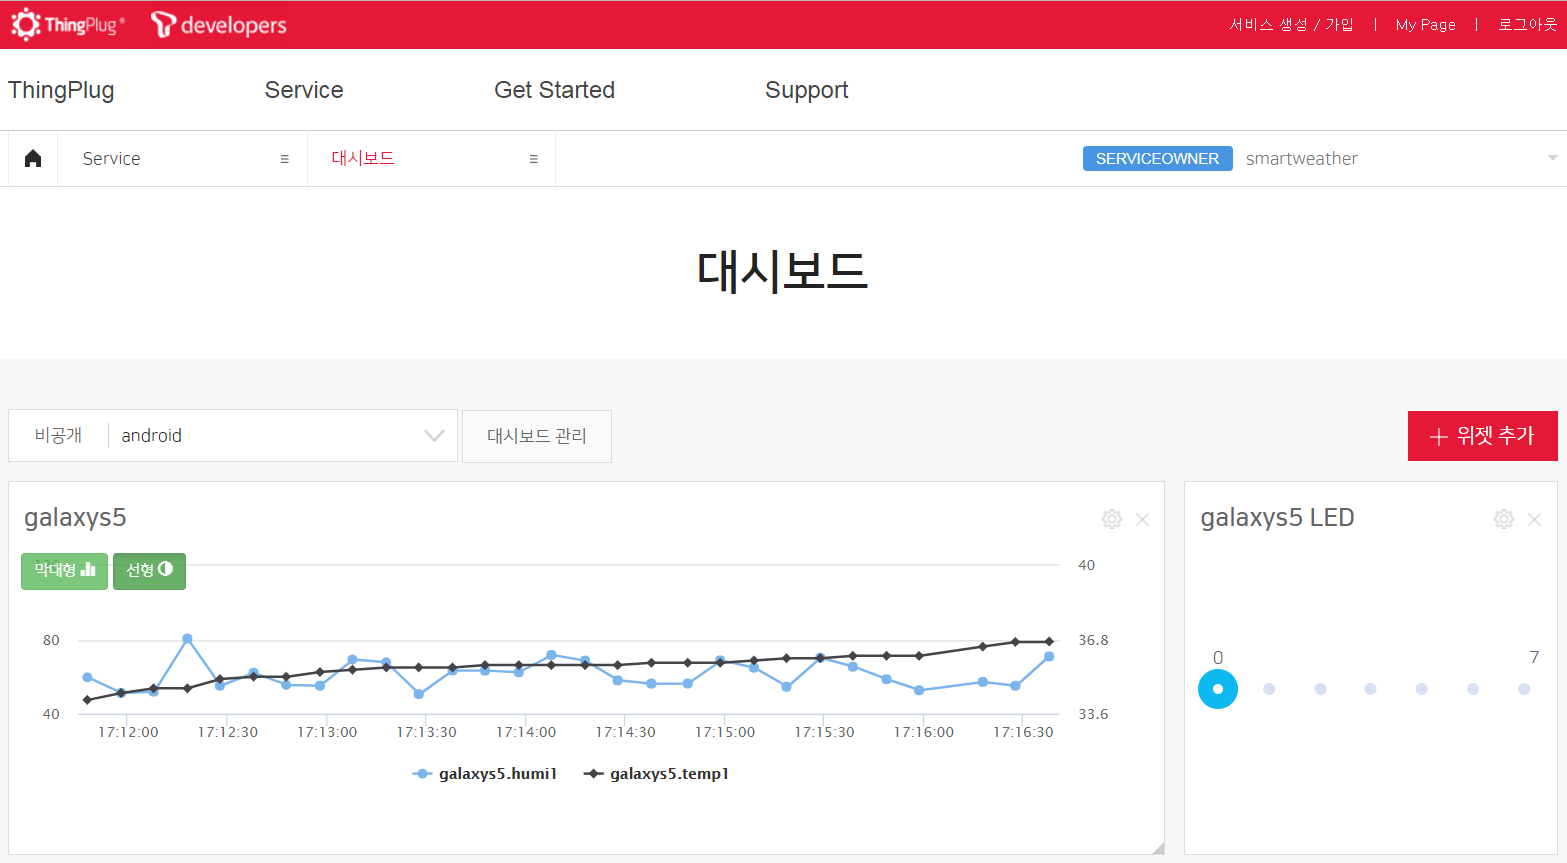 ThingPlug developers 서비스 생성 / 가입 | My Page | 로그아웃
ThingPlug Service Get Started Support
Service 대시보드 SERVICEOWNER smartweather
대시보드
비공개 android 대시보드 관리 + 위젯 추가
galaxys5
막대형 선형
40
80 36.8
40 33.6
17:12:00 17:12:30 17:13:00 17:13:30 17:14:00 17:14:30 17:15:00 17:15:30 17:16:00 17:16:30
galaxys5.humi1 galaxys5.temp1
galaxys5 LED
0 7